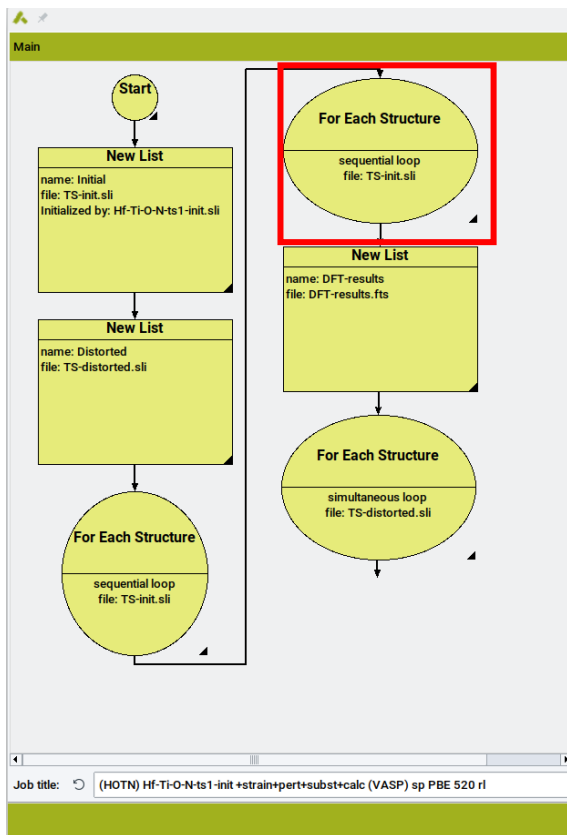 Main
Start
New List
name: Initial
file: TS-init.sli
Initialized by: Hf-Ti-O-N-ts1-init.sli
New List
name: Distorted
file: TS-distorted.sli
For Each Structure
sequential loop
file: TS-init.sli
For Each Structure
sequential loop
file: TS-init.sli
New List
name: DFT-results
file: DFT-results.fts
For Each Structure
simultaneous loop
file: TS-distorted.sli
Job title: (HOTN) Hf-Ti-O-N-ts1-init +strain+pert+subst+calc (VASP) sp PBE 520 rl